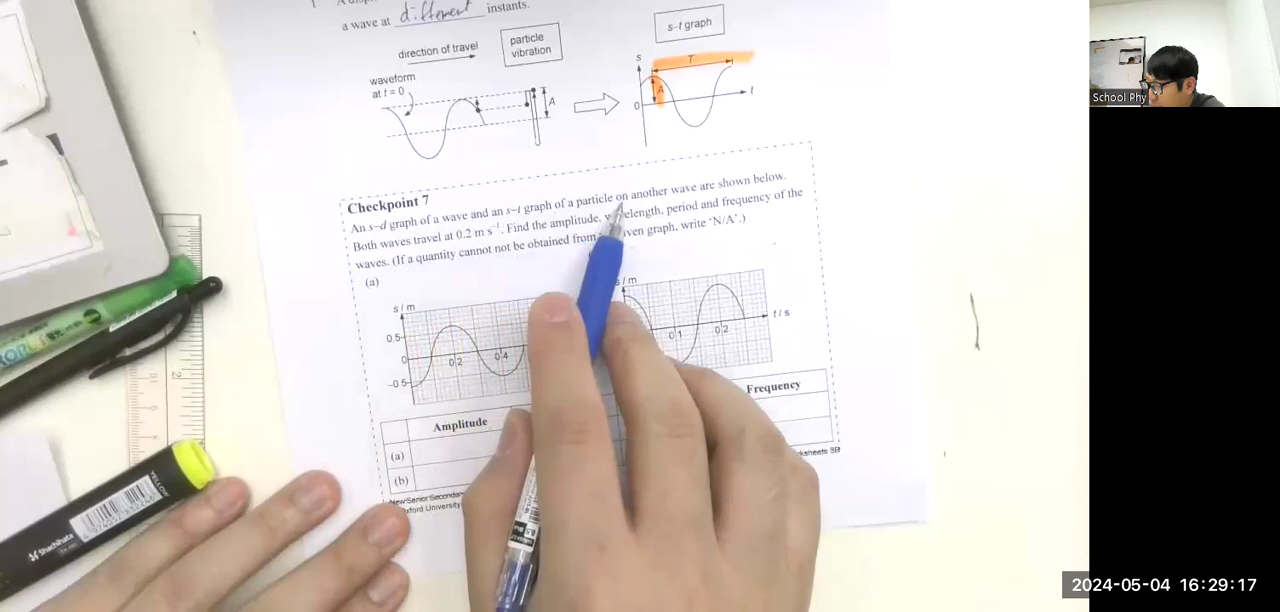 a wave at different instants.
direction of travel
particle
vibration
s–t graph
waveform
at t = 0
A
s
T
A
0
t
Checkpoint 7
An s–d graph of a wave and an s–t graph of a particle on another wave are shown below.
Both waves travel at 0.2 m s⁻¹. Find the amplitude, wavelength, period and frequency of the
waves. (If a quantity cannot not be obtained from given graph, write ‘N/A’.)
(a)
s / m
0.5
0
–0.5
0.2
0.4
s / m
0.1
0.2
t / s
Amplitude
Frequency
(a)
(b)
New Senior Secondary
Oxford University
ksheets 3B
YELLOW
Shachihata
School Phy
2024-05-04 16:29:17